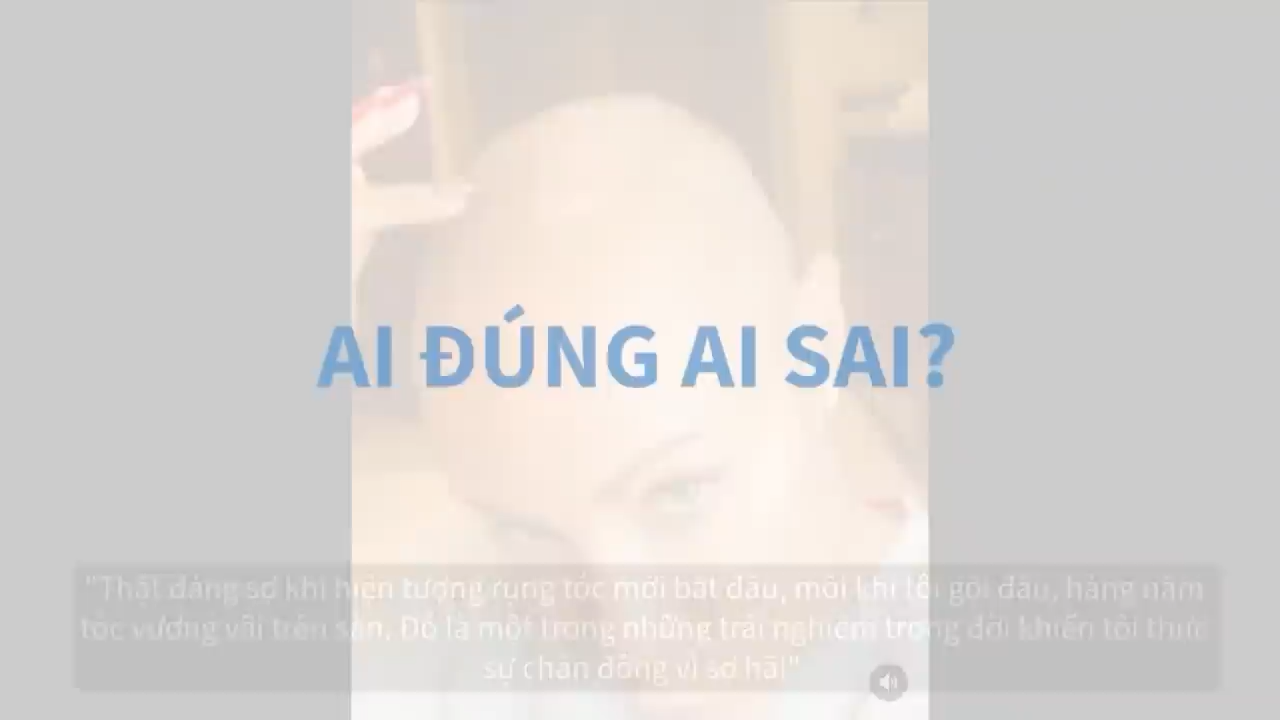 AI ĐÚNG AI SAI?
"Thật đáng sợ khi hiện tượng rụng tóc mới bắt đầu, mỗi khi tôi gội đầu, hàng nắm
tóc vương vãi trên sàn. Đó là một trong những trải nghiệm trong đời khiến tôi thực
sự chấn động vì sợ hãi"